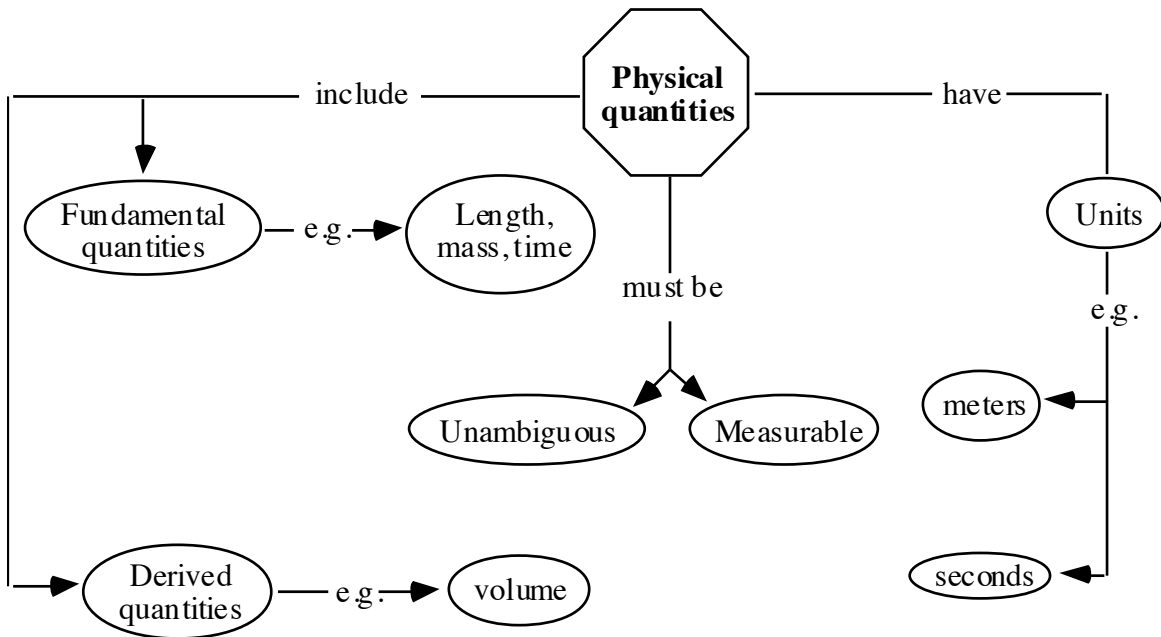 Physical
quantities
include
have
Fundamental
quantities
e.g.
Length,
mass, time
Units
must be
e.g.
meters
Unambiguous
Measurable
Derived
quantities
e.g.
volume
seconds